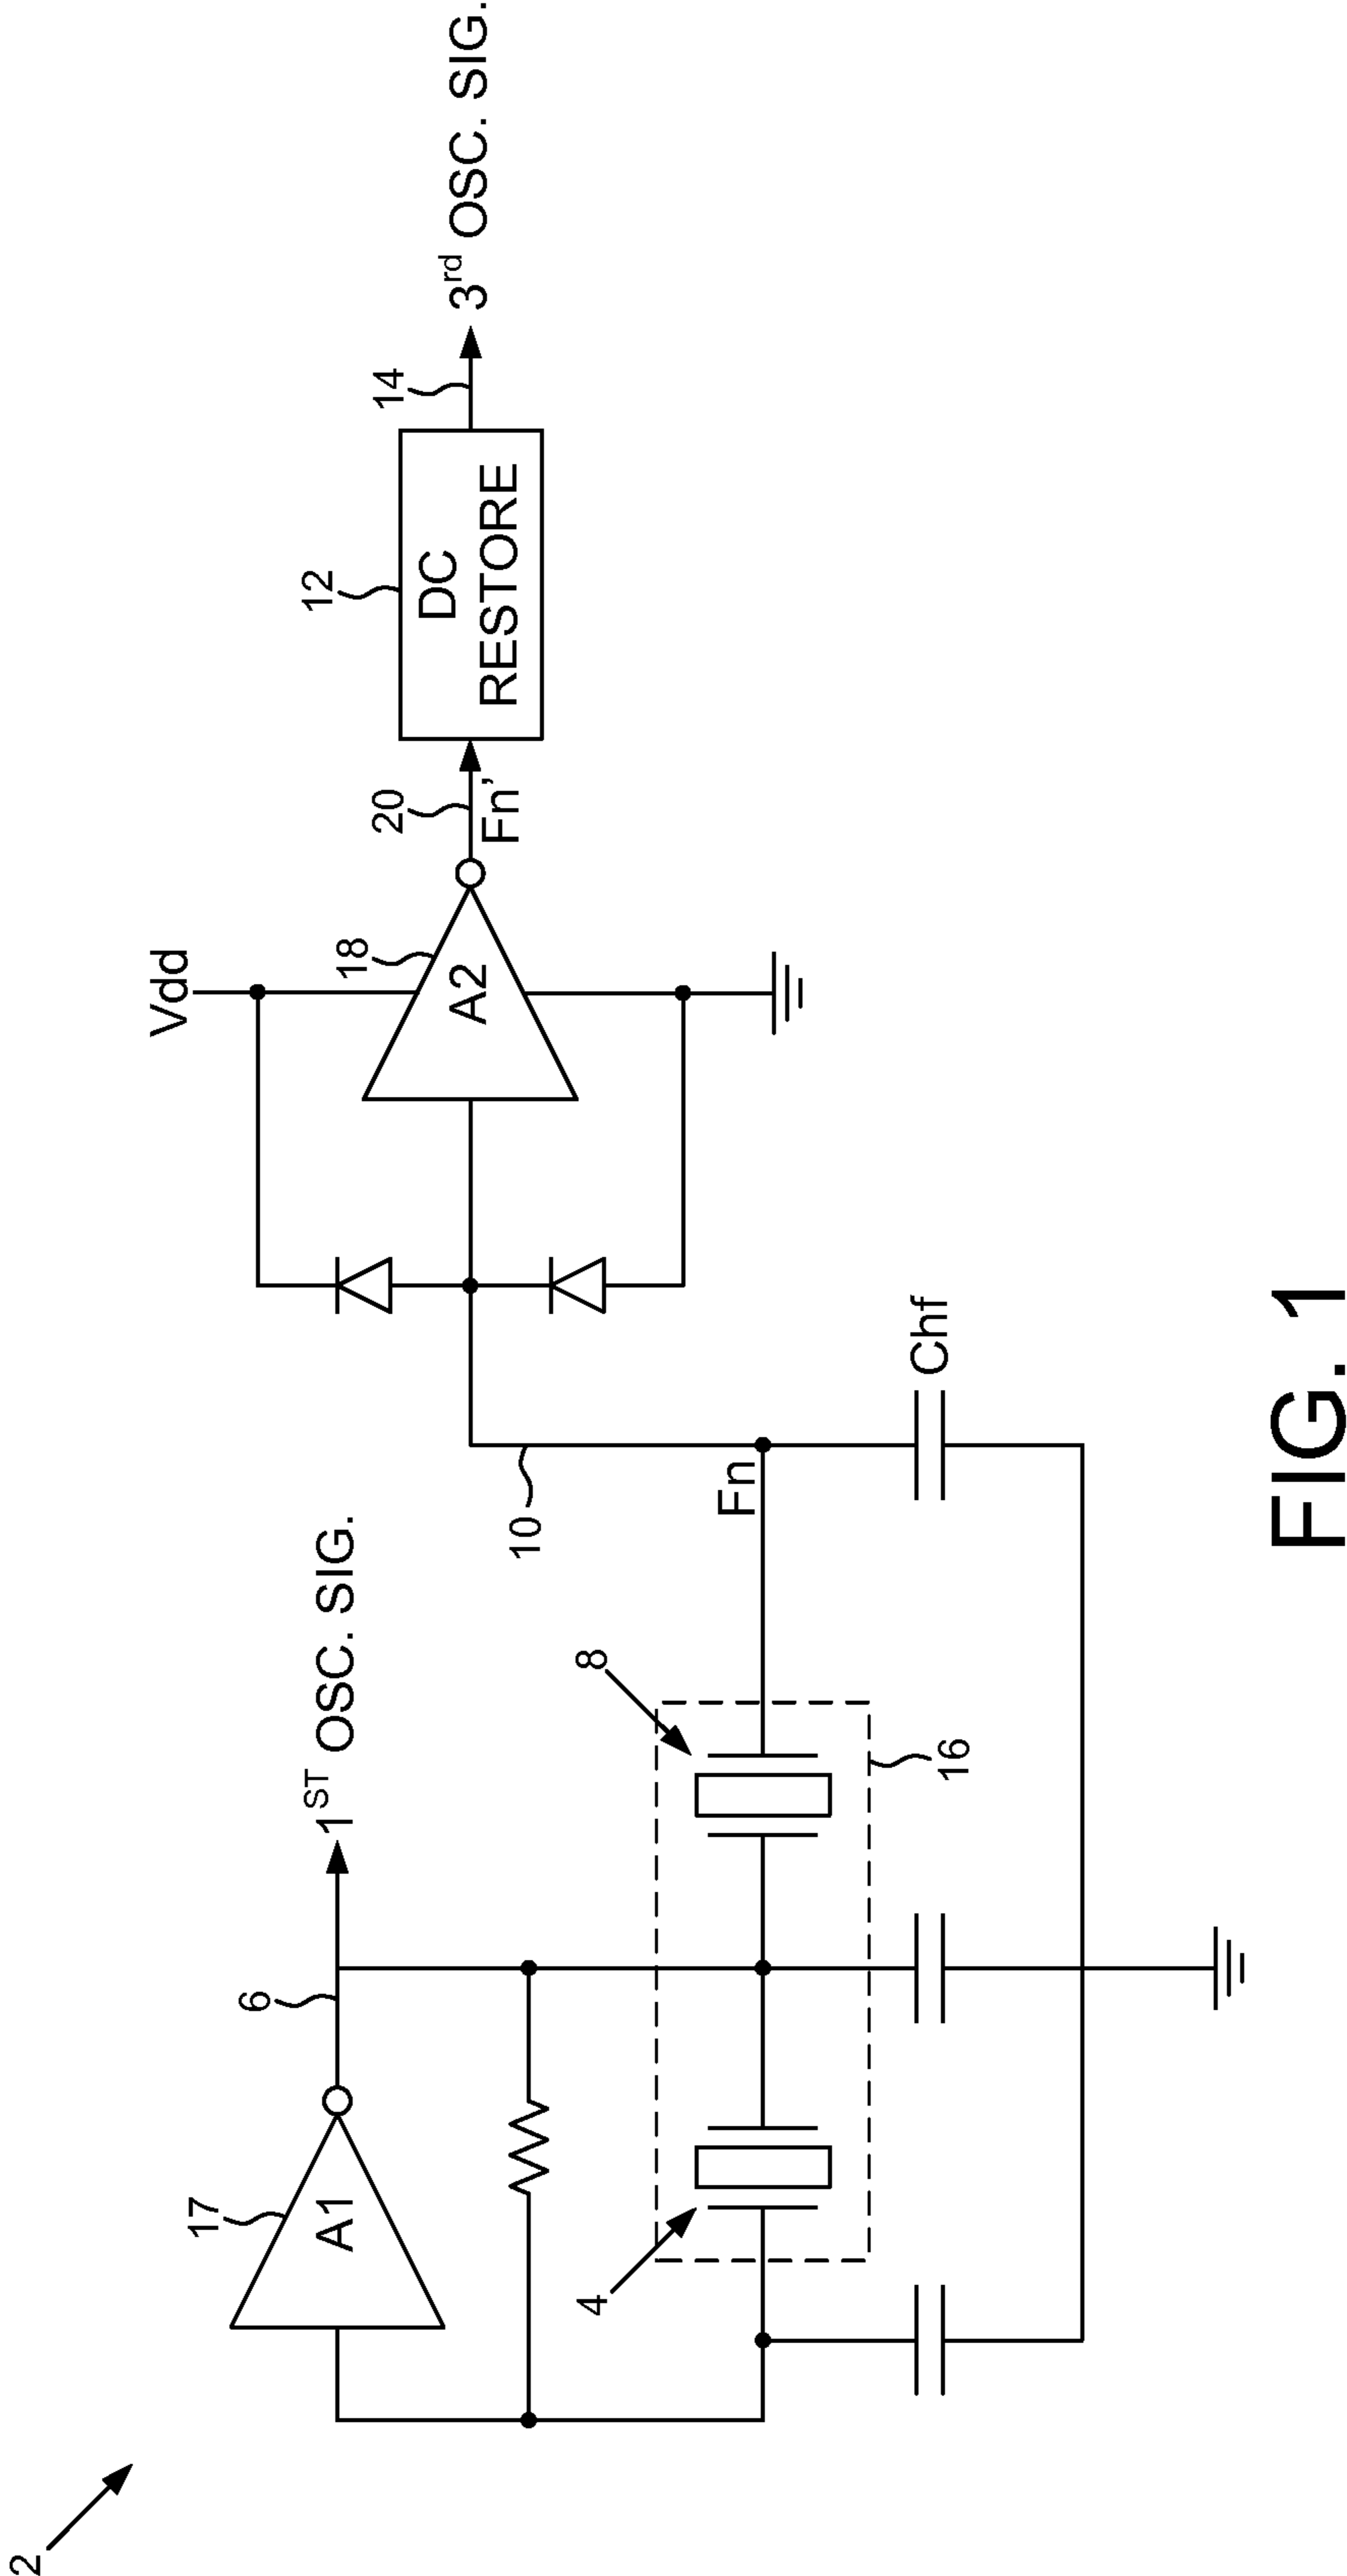 2
17
A1
6
1ST OSC. SIG.
4
8
16
10
Fn
Chf
Vdd
18
A2
20
Fn’
12
DC
RESTORE
14
3rd OSC. SIG.
FIG. 1